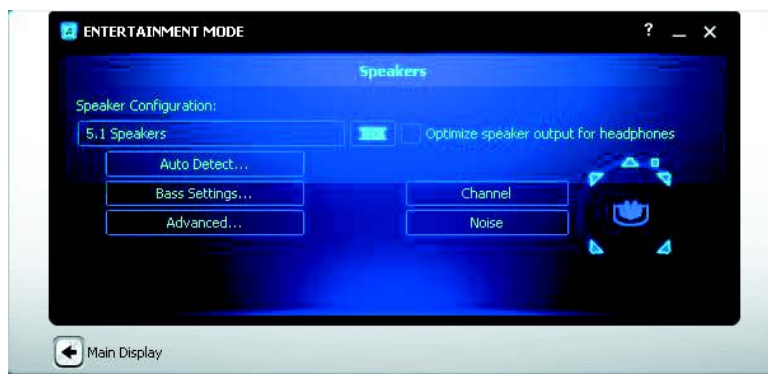 ENTERTAINMENT MODE ?
Speakers
Speaker Configuration:
5.1 Speakers
Optimize speaker output for headphones
Auto Detect...
Bass Settings...
Channel
Advanced...
Noise
Main Display